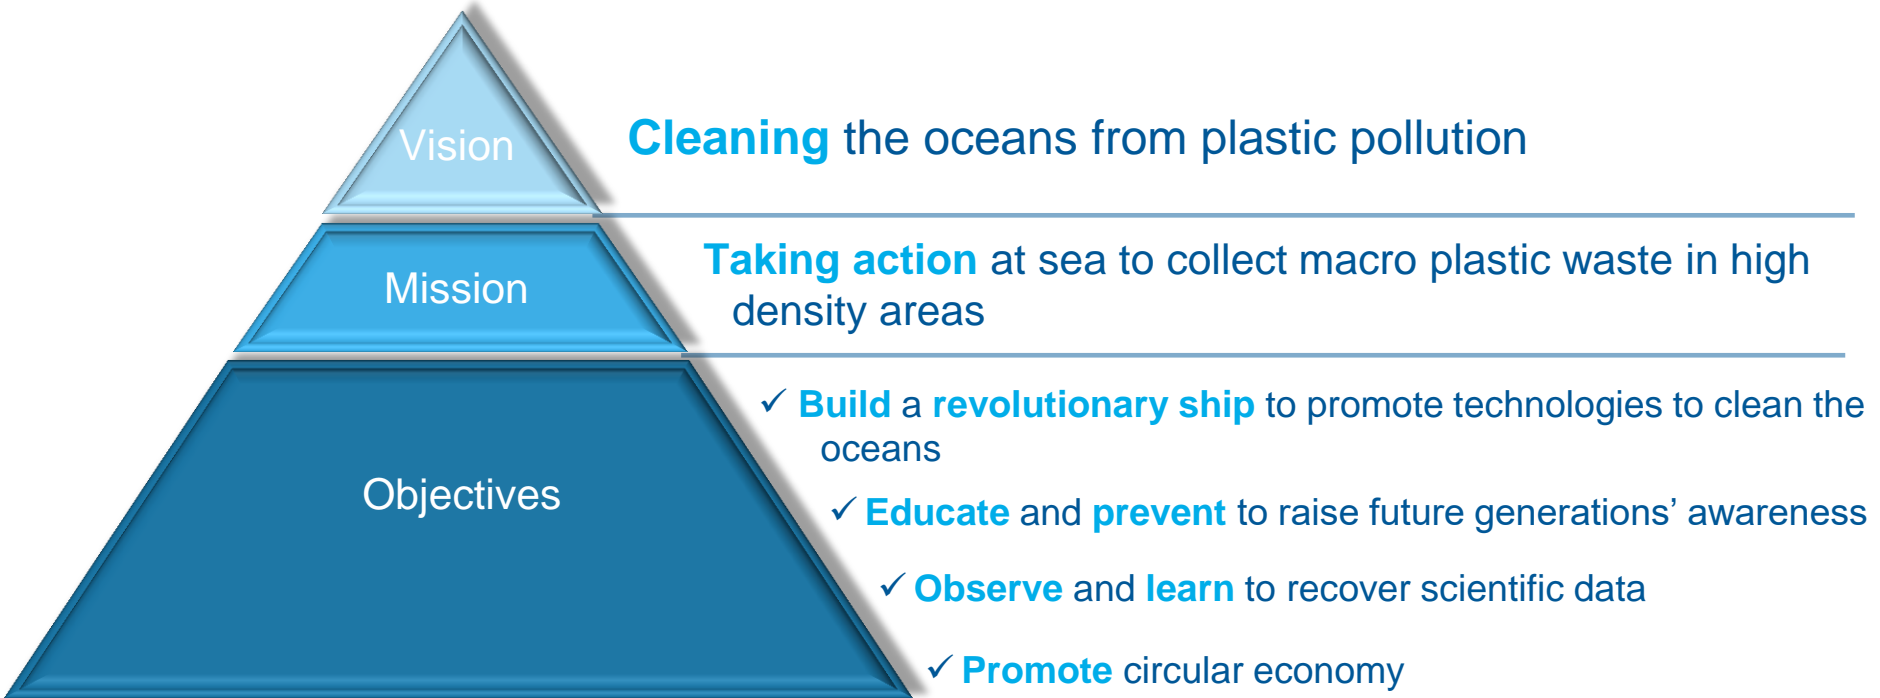 Vision
Cleaning the oceans from plastic pollution
Mission
Taking action at sea to collect macro plastic waste in high
density areas
Objectives
✓ Build a revolutionary ship to promote technologies to clean the
oceans
✓ Educate and prevent to raise future generations’ awareness
✓ Observe and learn to recover scientific data
✓ Promote circular economy